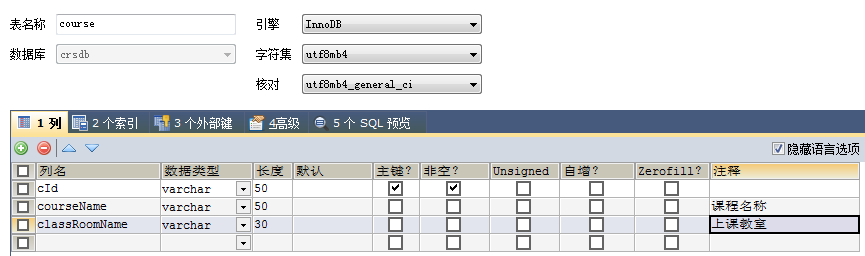 表名称 course 引擎 InnoDB
数据库 crsdb 字符集 utf8mb4
核对 utf8mb4_general_ci
1 列 2 个索引 3 个外部键 4高级 5 个 SQL 预览
隐藏语言选项
列名 数据类型 长度 默认 主键? 非空? Unsigned 自增? Zerofill? 注释
cId varchar 50
courseName varchar 50 课程名称
classRoomName varchar 30 上课教室